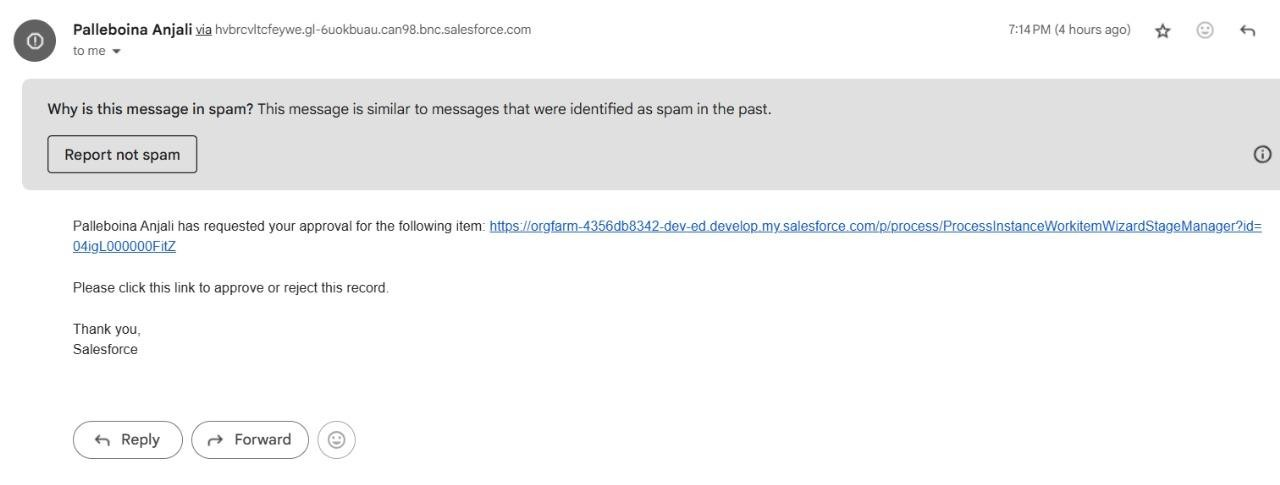 Palleboina Anjali via hvbrcvltcfeywe.gl-6uokbuau.can98.bnc.salesforce.com
7:14 PM (4 hours ago)
to me
Why is this message in spam? This message is similar to messages that were identified as spam in the past.
Report not spam
Palleboina Anjali has requested your approval for the following item: https://orgfarm-4356db8342-dev-ed.develop.my.salesforce.com/p/process/ProcessInstanceWorkitemWizardStageManager?id=
04igL000000FitZ
Please click this link to approve or reject this record.
Thank you,
Salesforce
Reply
Forward